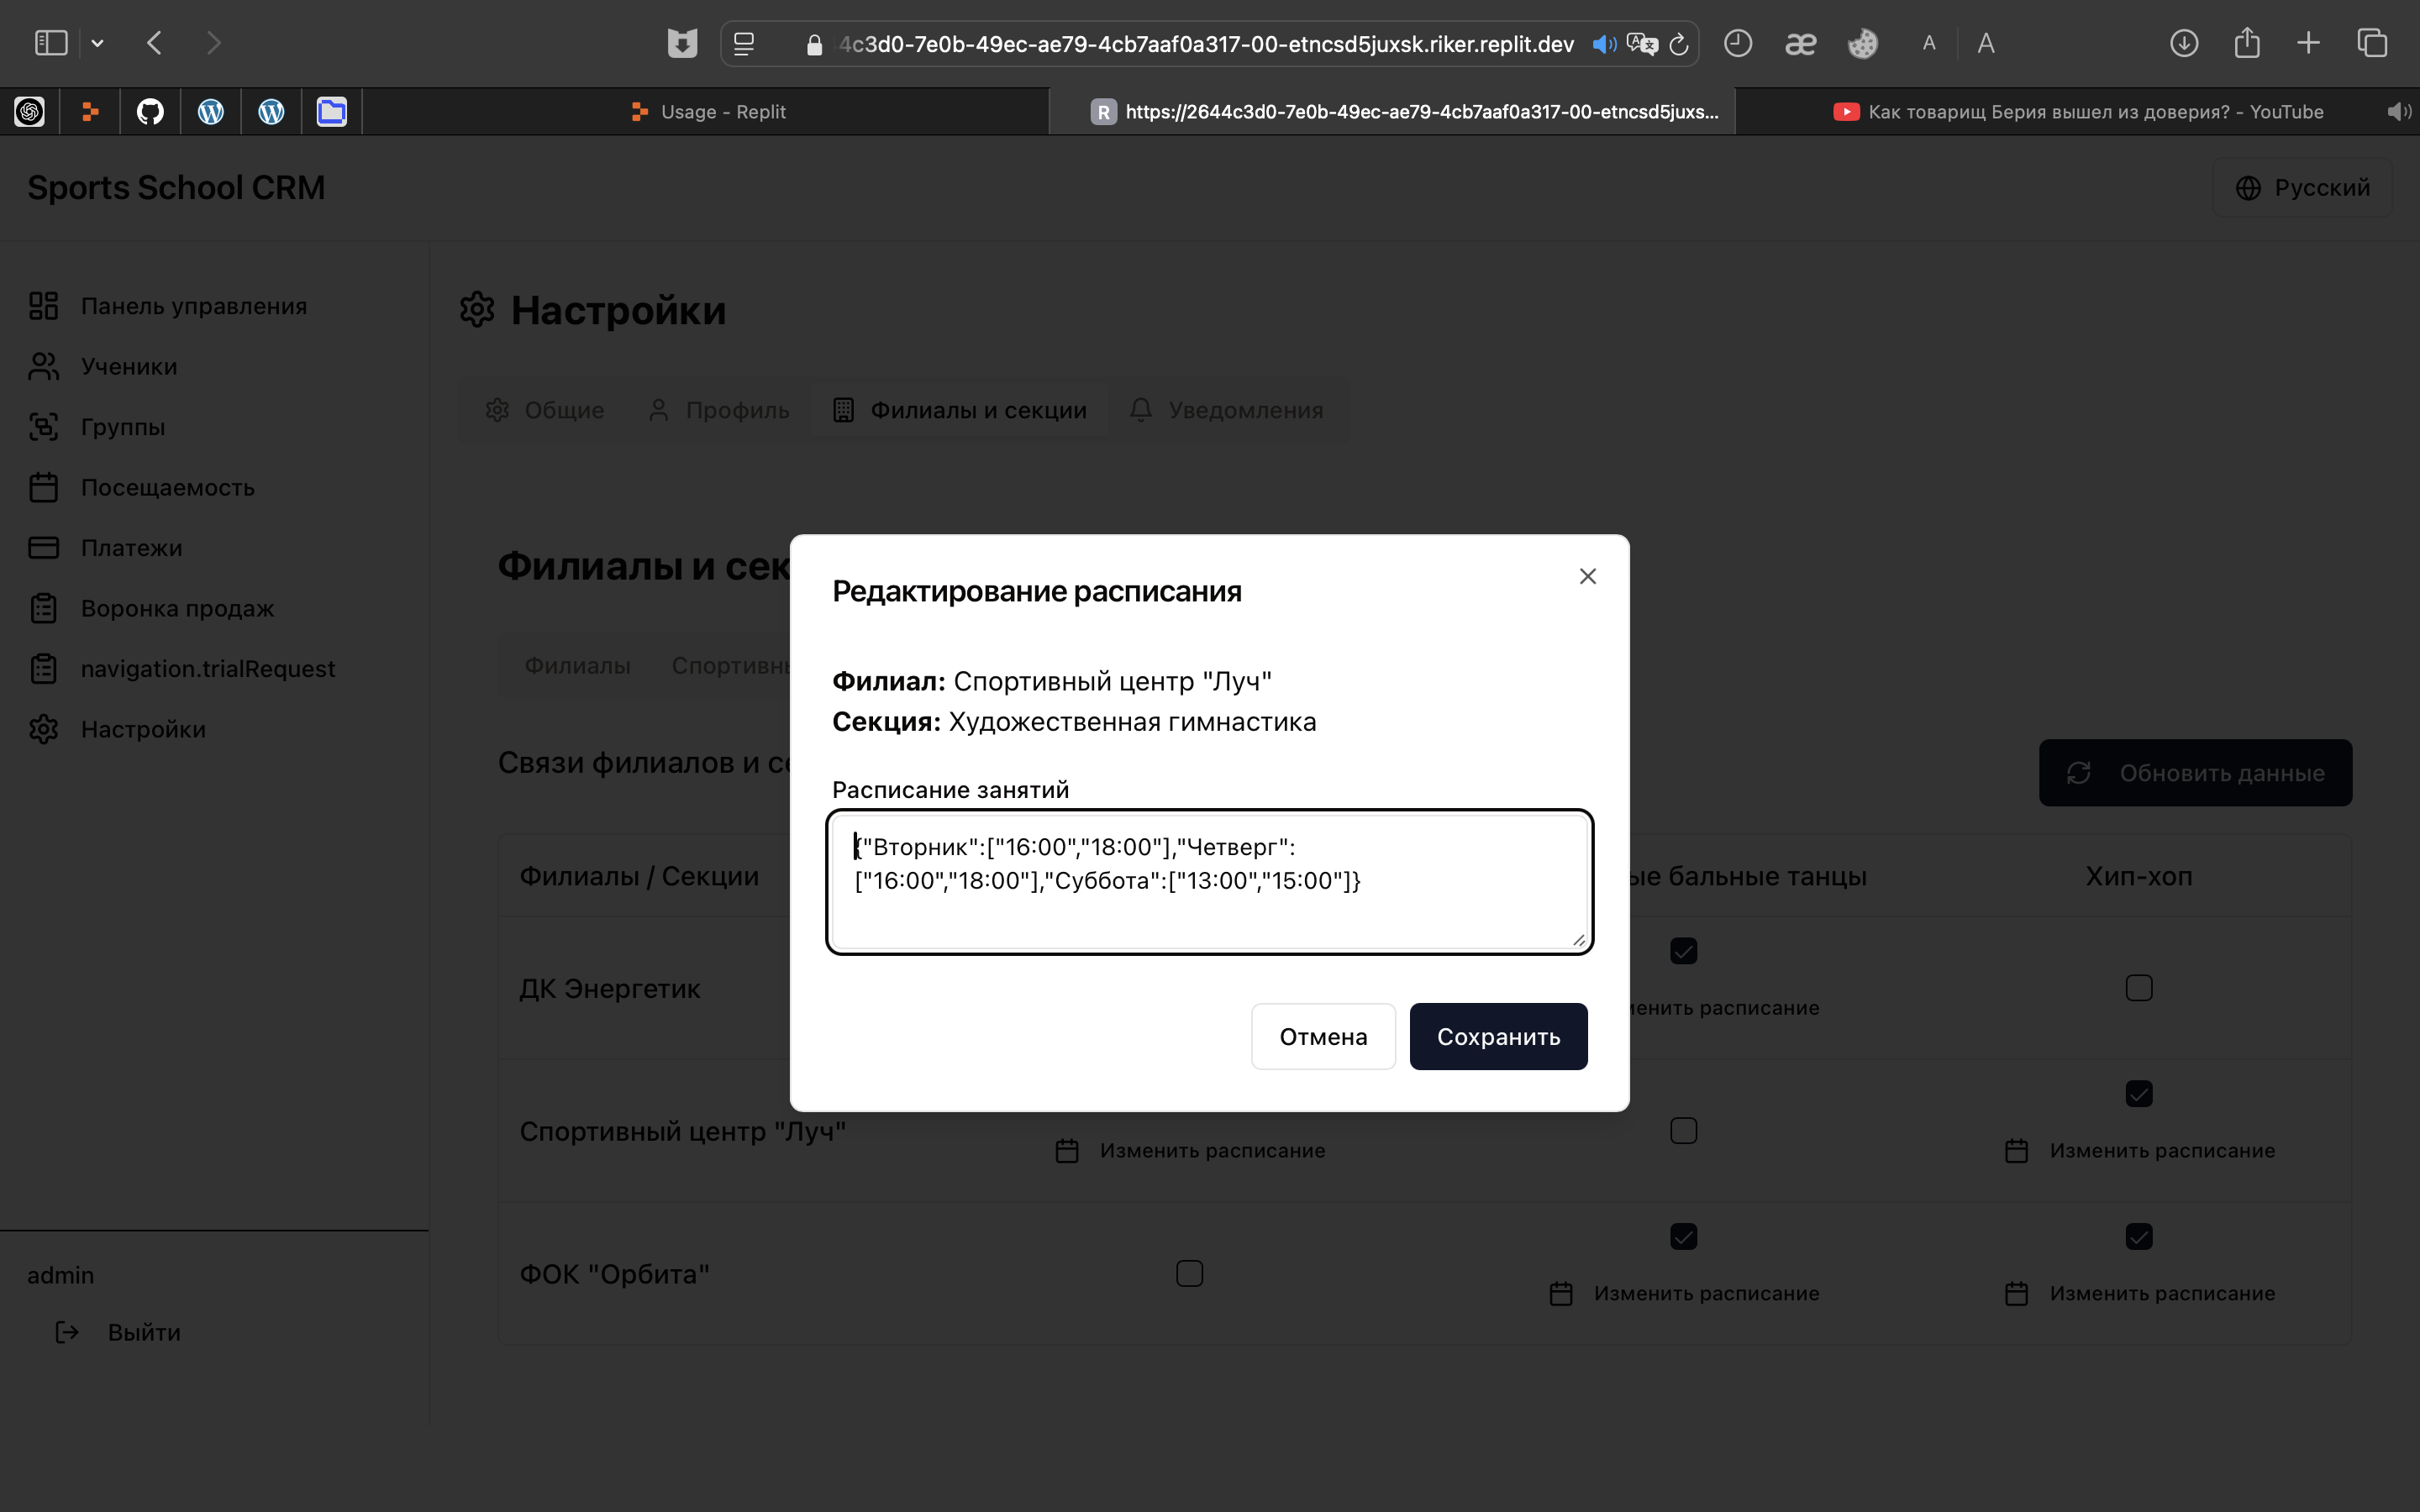 4c3d0-7e0b-49ec-ae79-4cb7aaf0a317-00-etncsd5juxsk.riker.replit.dev
A A
Usage - Replit
R https://2644c3d0-7e0b-49ec-ae79-4cb7aaf0a317-00-etncsd5juxs...
Как товарищ Берия вышел из доверия? - YouTube
Sports School CRM
Русский
Панель управления
Ученики
Группы
Посещаемость
Платежи
Воронка продаж
navigation.trialRequest
Настройки
admin
Выйти
Настройки
Общие Профиль Филиалы и секции Уведомления
Филиалы и сек
Филиалы Спортивн
Связи филиалов и с
Обновить данные
Филиалы / Секции ые бальные танцы Хип-хоп
ДК Энергетик
енить расписание
Спортивный центр "Луч"
Изменить расписание Изменить расписание
ФОК "Орбита"
Изменить расписание Изменить расписание
Редактирование расписания
Филиал: Спортивный центр "Луч"
Секция: Художественная гимнастика
Расписание занятий
{"Вторник":["16:00","18:00"],"Четверг":
["16:00","18:00"],"Суббота":["13:00","15:00"]}
Отмена Сохранить